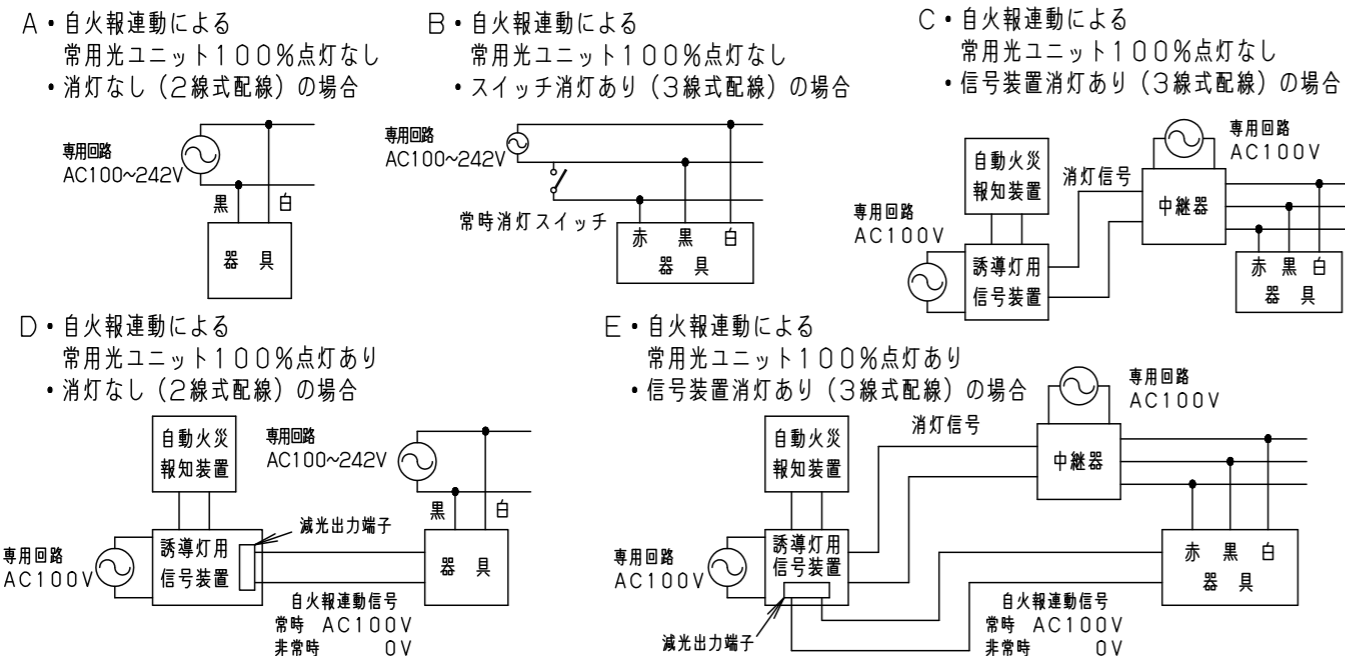 A・自火報連動による
常用光ユニット100%点灯なし
・消灯なし(2線式配線)の場合
専用回路
AC100~242V
黒
白
器 具
B・自火報連動による
常用光ユニット100%点灯なし
・スイッチ消灯あり(3線式配線)の場合
専用回路
AC100~242V
常時消灯スイッチ
赤 黒 白
器 具
C・自火報連動による
常用光ユニット100%点灯なし
・信号装置消灯あり(3線式配線)の場合
専用回路
AC100V
自動火災
報知装置
消灯信号
中継器
専用回路
AC100V
誘導灯用
信号装置
赤 黒 白
器 具
D・自火報連動による
常用光ユニット100%点灯あり
・消灯なし(2線式配線)の場合
自動火災
報知装置
専用回路
AC100~242V
黒
白
減光出力端子
専用回路
AC100V
誘導灯用
信号装置
器 具
自火報連動信号
常時 AC100V
非常時 0V
E・自火報連動による
常用光ユニット100%点灯あり
・信号装置消灯あり(3線式配線)の場合
専用回路
AC100V
消灯信号
自動火災
報知装置
中継器
専用回路
AC100V
誘導灯用
信号装置
赤 黒 白
器 具
減光出力端子
自火報連動信号
常時 AC100V
非常時 0V